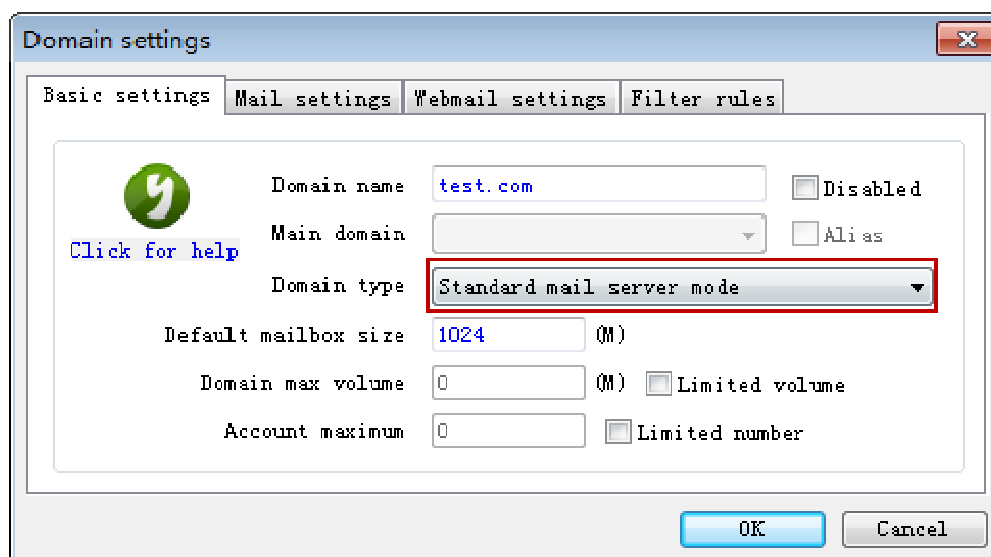 Domain settings
Basic settings Mail settings Webmail settings Filter rules
Domain name test.com Disabled
Click for help
Main domain Alias
Domain type Standard mail server mode
Default mailbox size 1024 (M)
Domain max volume 0 (M) Limited volume
Account maximum 0 Limited number
OK Cancel